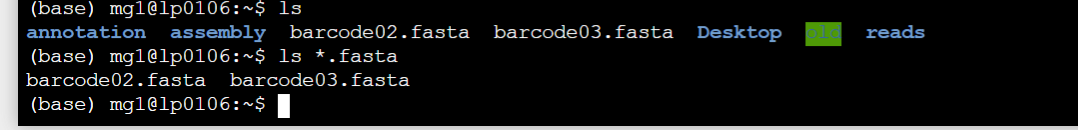 (base) mg1@lp0106:~$ ls
annotation  assembly  barcode02.fasta  barcode03.fasta  Desktop  old  reads
(base) mg1@lp0106:~$ ls *.fasta
barcode02.fasta  barcode03.fasta
(base) mg1@lp0106:~$